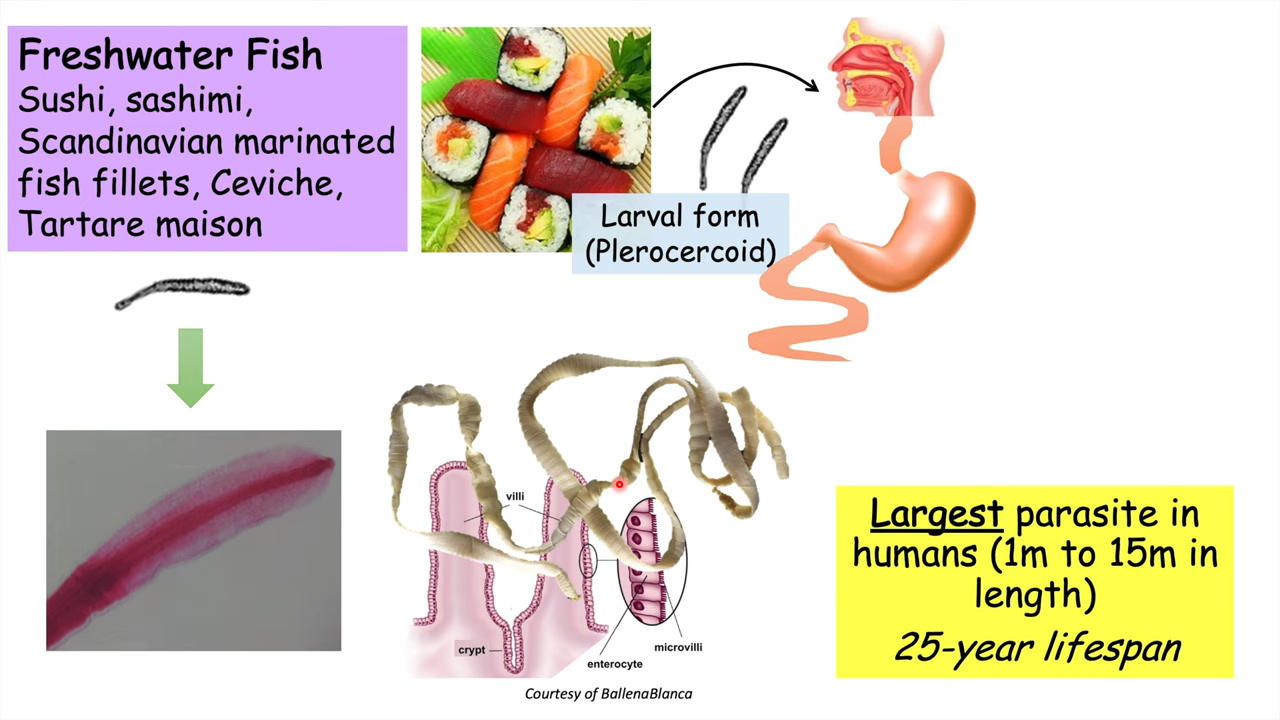 Freshwater Fish
Sushi, sashimi,
Scandinavian marinated
fish fillets, Ceviche,
Tartare maison
Larval form
(Plerocercoid)
villi
crypt
enterocyte
microvilli
Courtesy of BallenaBlanca
Largest parasite in
humans (1m to 15m in
length)
25-year lifespan